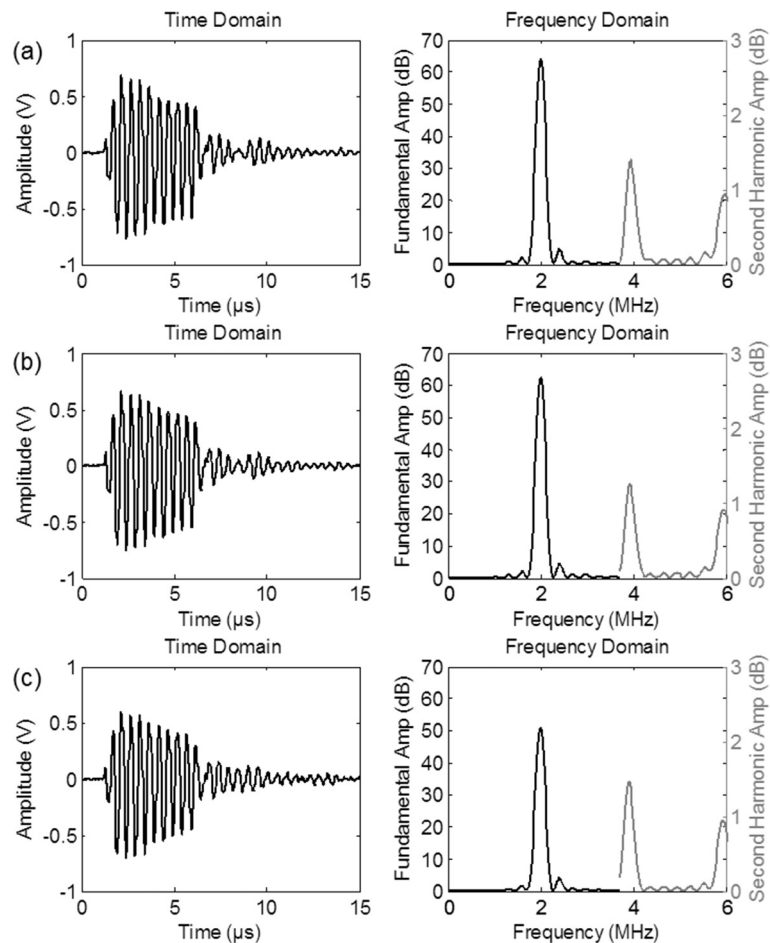 (a)
Time Domain
Amplitude (V)
1
0.5
0
-0.5
-1
0 5 10 15
Time (μs)
Frequency Domain
Fundamental Amp (dB)
70
60
50
40
30
20
10
0
0 2 4 6
Frequency (MHz)
3
2
1
0
Second Harmonic Amp (dB)
(b)
Time Domain
Amplitude (V)
1
0.5
0
-0.5
-1
0 5 10 15
Time (μs)
Frequency Domain
Fundamental Amp (dB)
70
60
50
40
30
20
10
0
0 2 4 6
Frequency (MHz)
3
2
1
0
Second Harmonic Amp (dB)
(c)
Time Domain
Amplitude (V)
1
0.5
0
-0.5
-1
0 5 10 15
Time (μs)
Frequency Domain
Fundamental Amp (dB)
70
60
50
40
30
20
10
0
0 2 4 6
Frequency (MHz)
3
2
1
0
Second Harmonic Amp (dB)